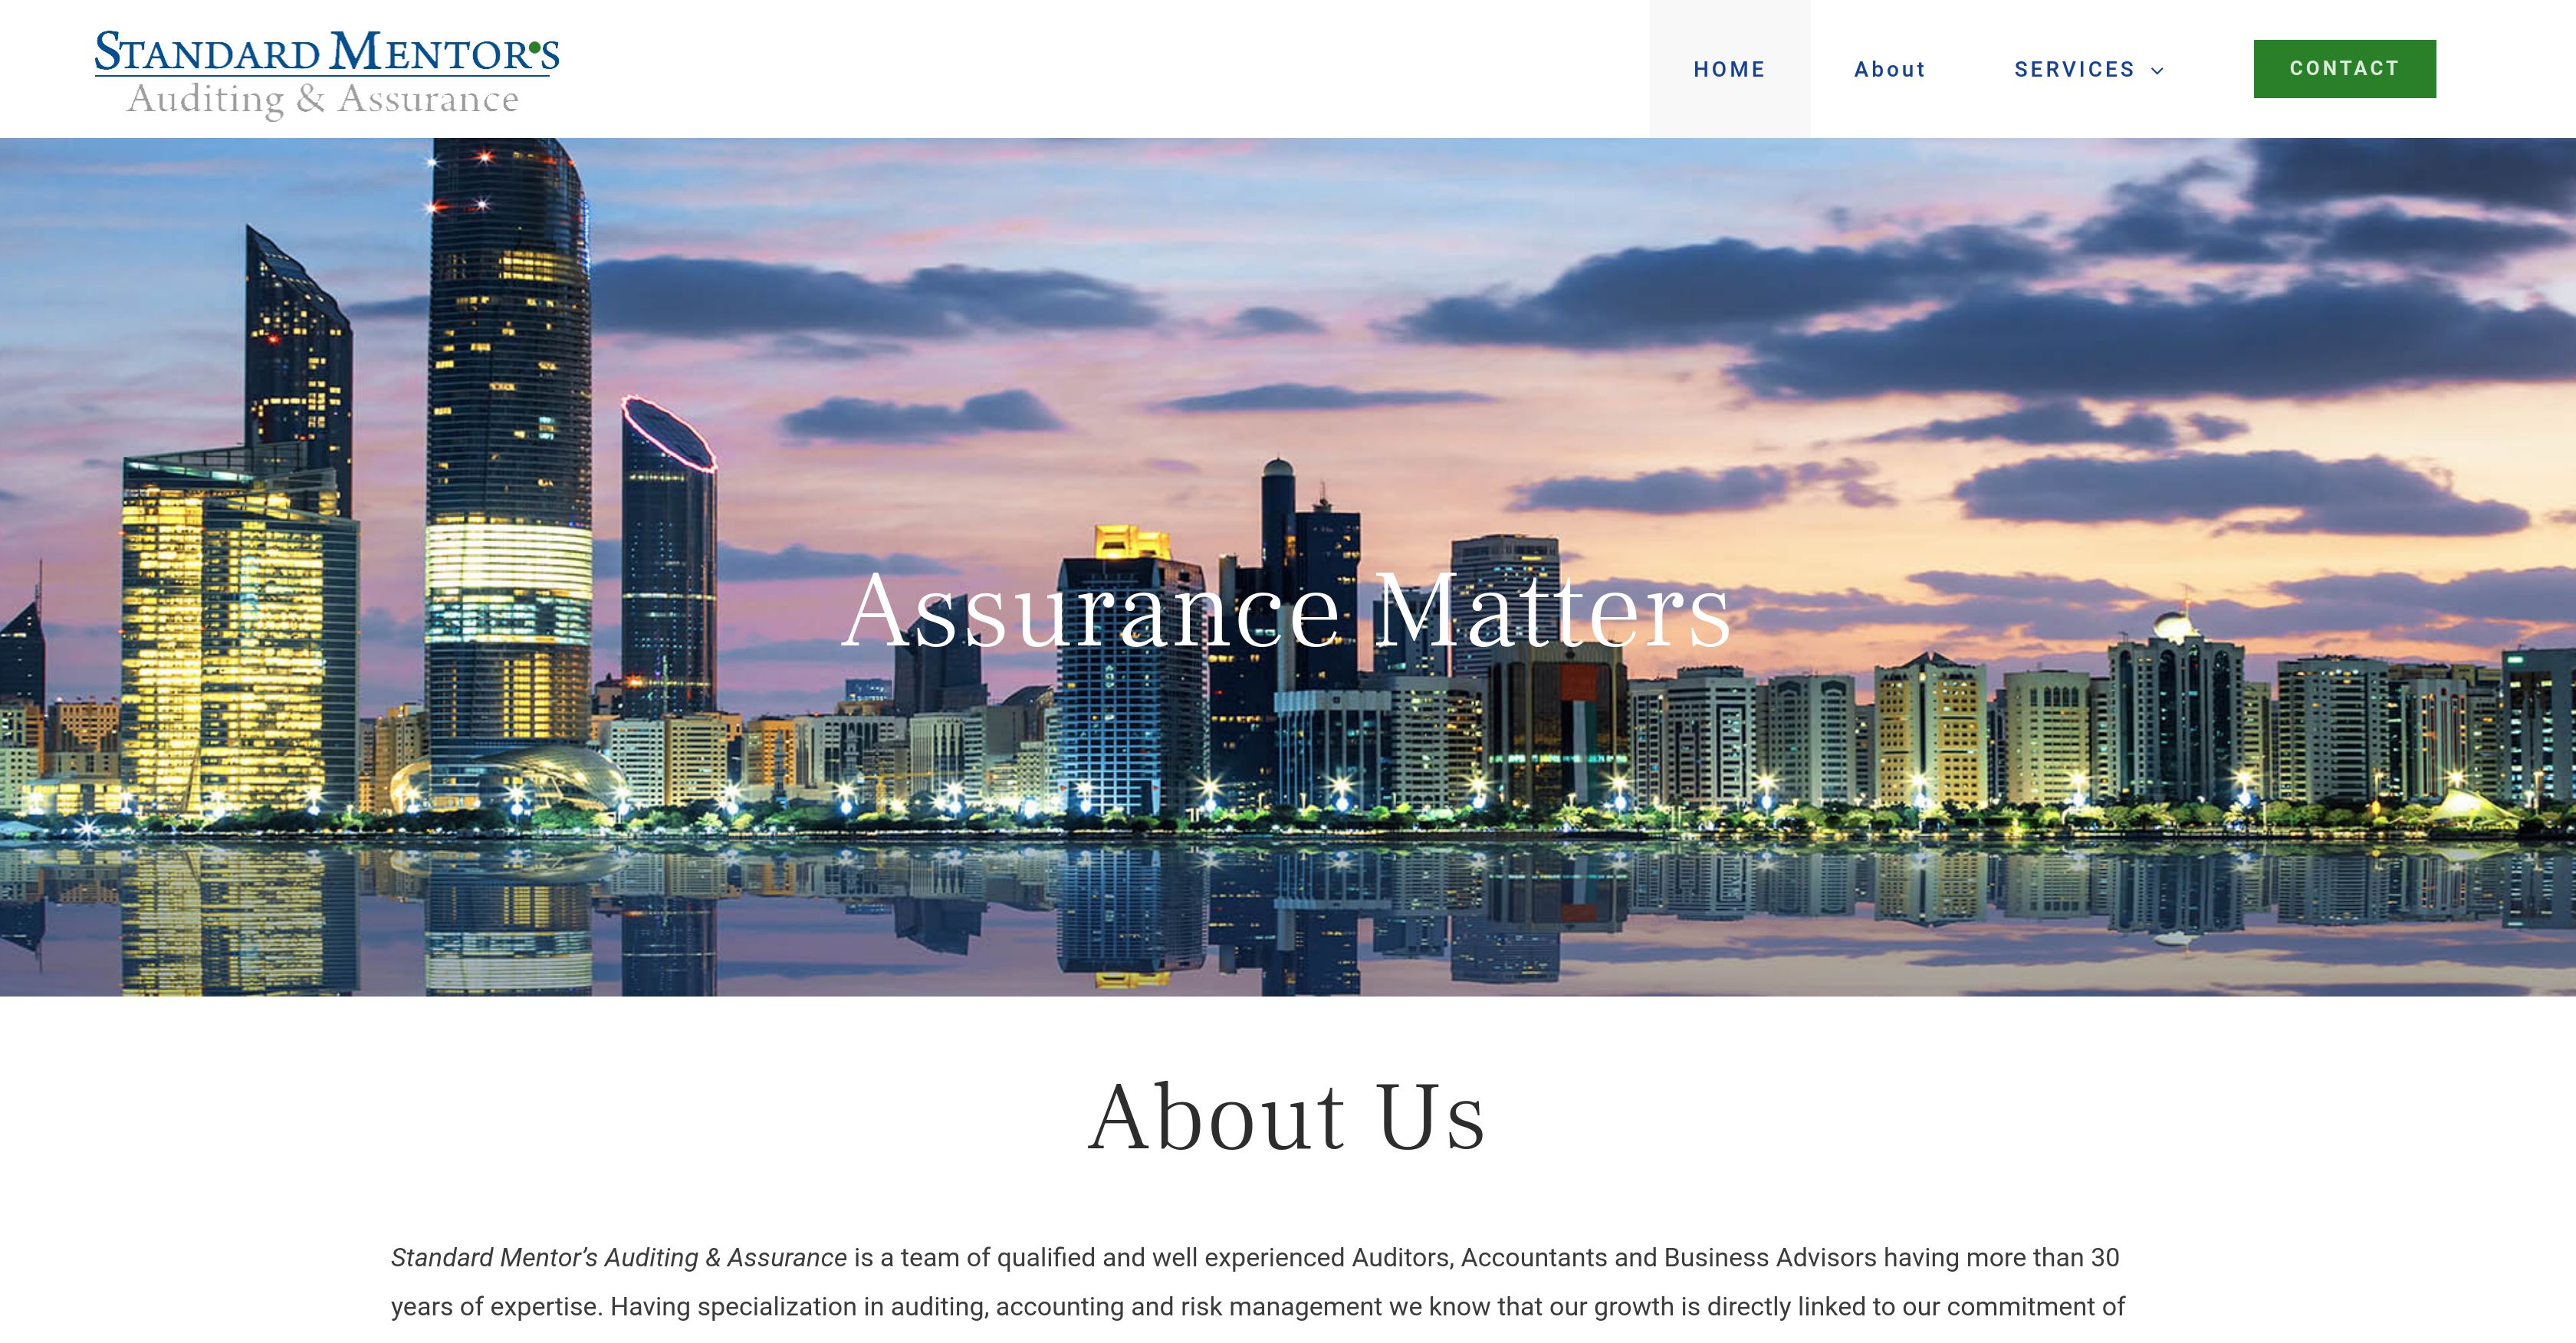 STANDARD MENTOR'S
Auditing & Assurance
HOME
About
SERVICES
CONTACT
Assurance Matters
About Us
Standard Mentor’s Auditing & Assurance is a team of qualified and well experienced Auditors, Accountants and Business Advisors having more than 30
years of expertise. Having specialization in auditing, accounting and risk management we know that our growth is directly linked to our commitment of